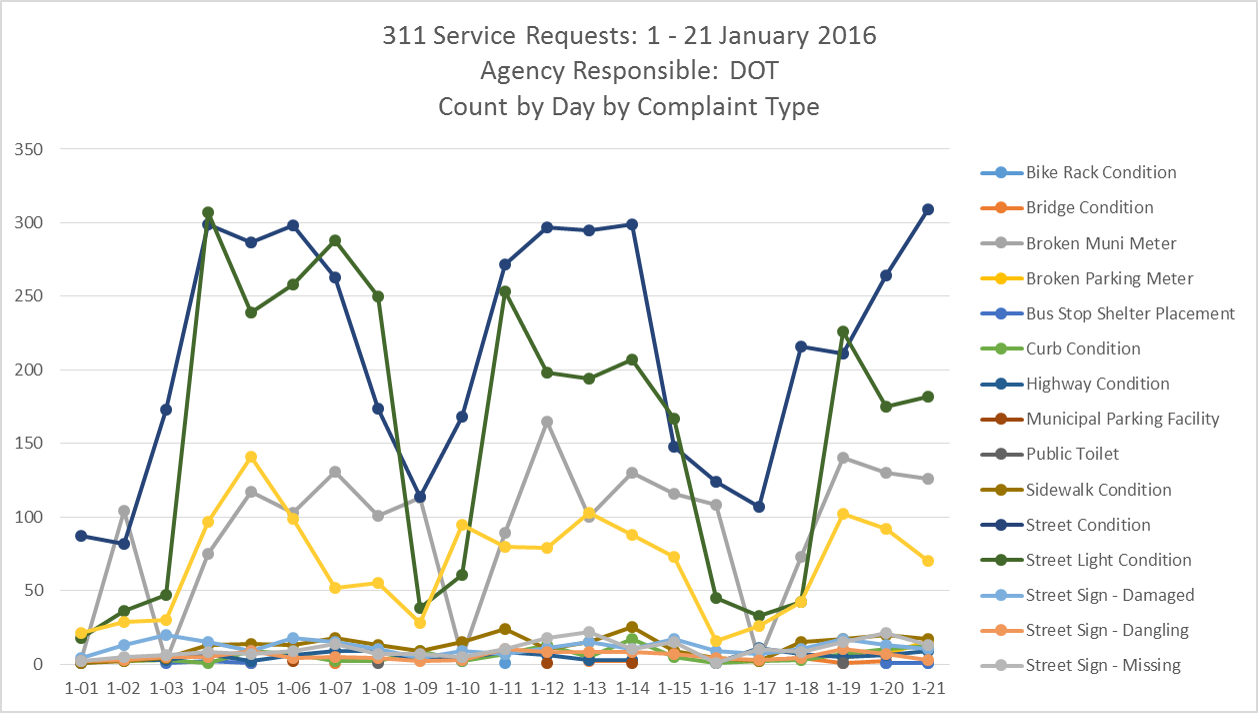 311 Service Requests: 1 - 21 January 2016
Agency Responsible: DOT
Count by Day by Complaint Type
350
300
250
200
150
100
50
0
1-01 1-02 1-03 1-04 1-05 1-06 1-07 1-08 1-09 1-10 1-11 1-12 1-13 1-14 1-15 1-16 1-17 1-18 1-19 1-20 1-21
Bike Rack Condition
Bridge Condition
Broken Muni Meter
Broken Parking Meter
Bus Stop Shelter Placement
Curb Condition
Highway Condition
Municipal Parking Facility
Public Toilet
Sidewalk Condition
Street Condition
Street Light Condition
Street Sign - Damaged
Street Sign - Dangling
Street Sign - Missing